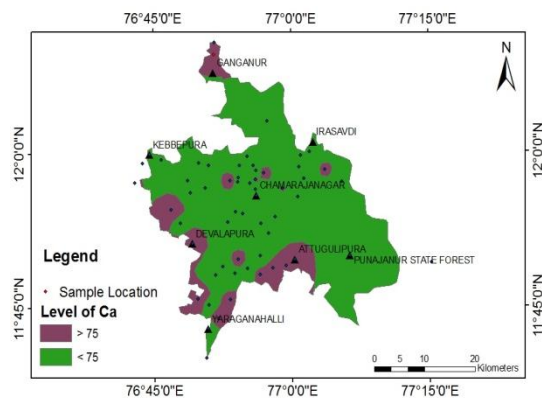 76°45'0"E 77°0'0"E 77°15'0"E
N
GANGANUR
IRASAVDI
KEBBEPURA
12°0'0"N 12°0'0"N
CHAMARAJANAGAR
DEVALAPURA
ATTUGULIPURA
PUNAJANUR STATE FOREST
Legend
Sample Location
Level of Ca
> 75
< 75
11°45'0"N 11°45'0"N
YARAGANAHALLI
0 5 10 20
Kilometers
76°45'0"E 77°0'0"E 77°15'0"E